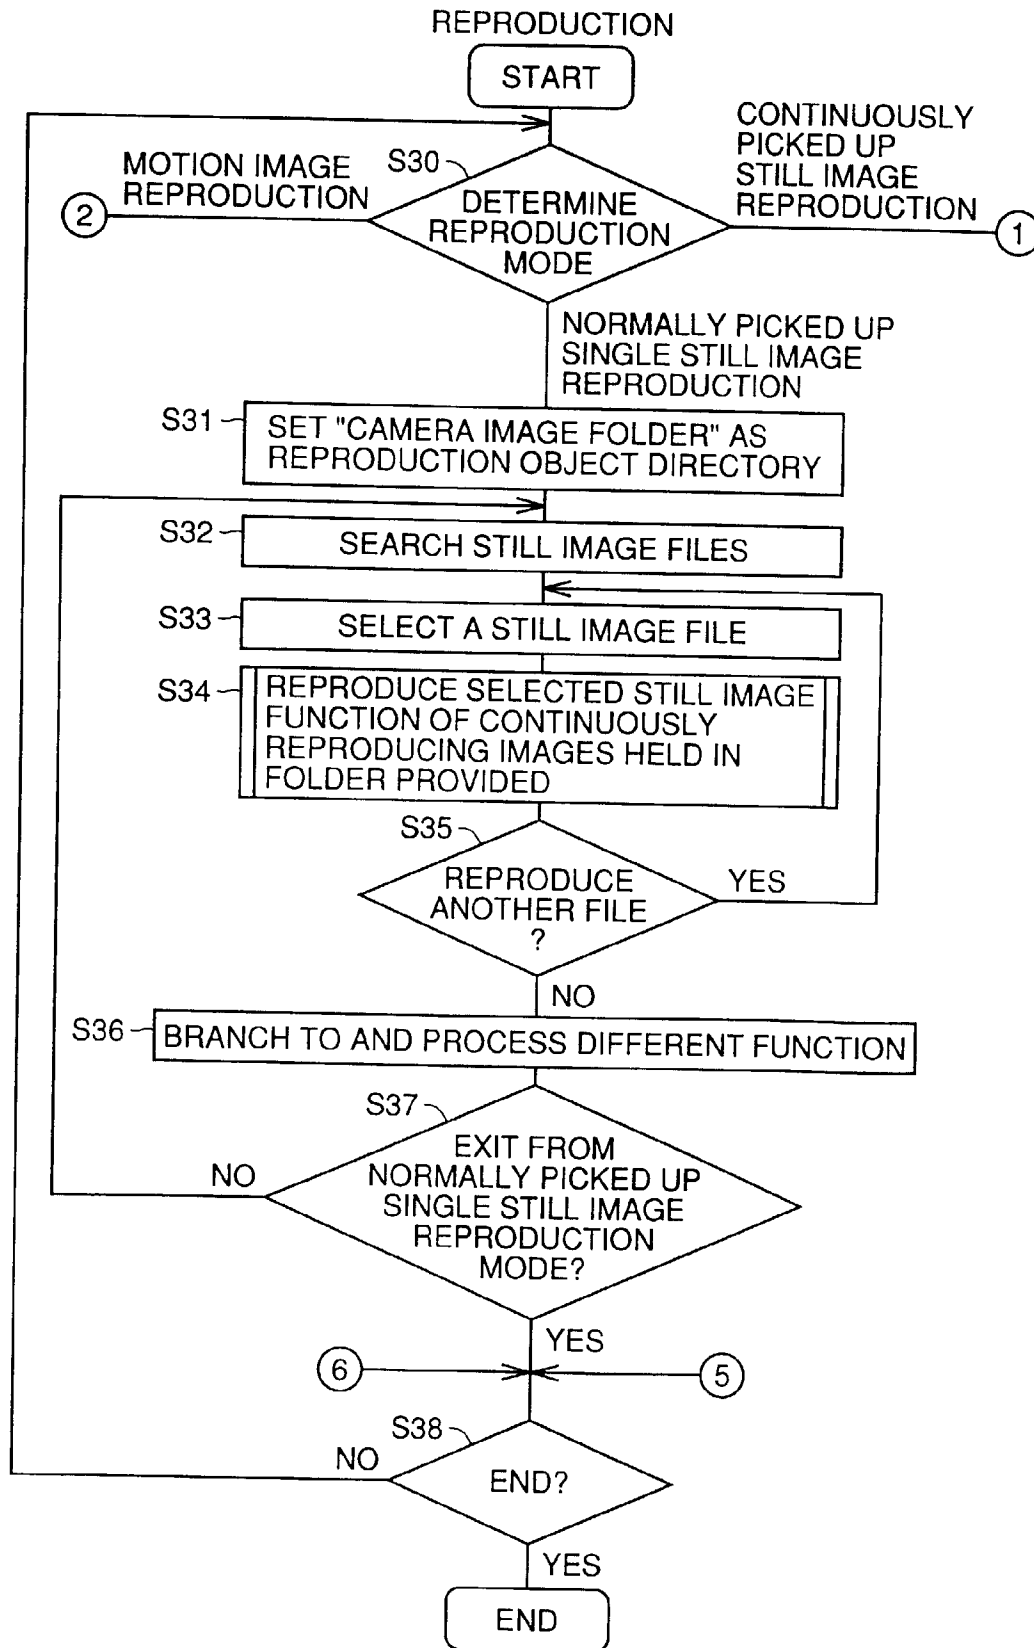 REPRODUCTION
START
S30
MOTION IMAGE
REPRODUCTION
2
DETERMINE
REPRODUCTION
MODE
CONTINUOUSLY
PICKED UP
STILL IMAGE
REPRODUCTION
1
NORMALLY PICKED UP
SINGLE STILL IMAGE
REPRODUCTION
S31
SET "CAMERA IMAGE FOLDER" AS
REPRODUCTION OBJECT DIRECTORY
S32
SEARCH STILL IMAGE FILES
S33
SELECT A STILL IMAGE FILE
S34
REPRODUCE SELECTED STILL IMAGE
FUNCTION OF CONTINUOUSLY
REPRODUCING IMAGES HELD IN
FOLDER PROVIDED
S35
REPRODUCE
ANOTHER FILE
?
YES
NO
S36
BRANCH TO AND PROCESS DIFFERENT FUNCTION
S37
EXIT FROM
NORMALLY PICKED UP
SINGLE STILL IMAGE
REPRODUCTION
MODE?
NO
YES
6
5
S38
END?
NO
YES
END